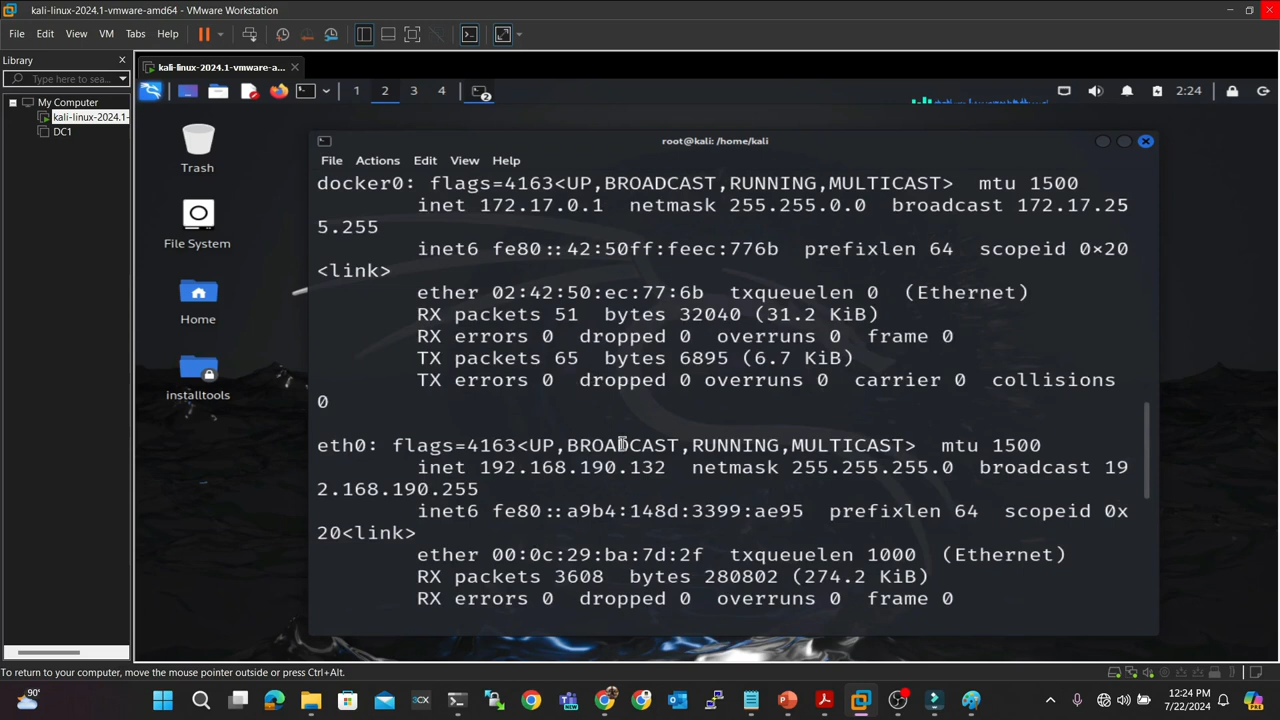 kali-linux-2024.1-vmware-amd64 - VMware Workstation
File Edit View VM Tabs Help
Library
Type here to sea...
My Computer
kali-linux-2024.1-
DC1
kali-linux-2024.1-vmware-a...
1 2 3 4
2
2:24
Trash
File System
Home
installtools
root@kali: /home/kali
File Actions Edit View Help
docker0: flags=4163<UP,BROADCAST,RUNNING,MULTICAST>  mtu 1500
inet 172.17.0.1  netmask 255.255.0.0  broadcast 172.17.25
5.255
inet6 fe80::42:50ff:feec:776b  prefixlen 64  scopeid 0×20
<link>
ether 02:42:50:ec:77:6b  txqueuelen 0  (Ethernet)
RX packets 51  bytes 32040 (31.2 KiB)
RX errors 0  dropped 0  overruns 0  frame 0
TX packets 65  bytes 6895 (6.7 KiB)
TX errors 0  dropped 0 overruns 0  carrier 0  collisions
0
eth0: flags=4163<UP,BROADCAST,RUNNING,MULTICAST>  mtu 1500
inet 192.168.190.132  netmask 255.255.255.0  broadcast 19
2.168.190.255
inet6 fe80::a9b4:148d:3399:ae95  prefixlen 64  scopeid 0x
20<link>
ether 00:0c:29:ba:7d:2f  txqueuelen 1000  (Ethernet)
RX packets 3608  bytes 280802 (274.2 KiB)
RX errors 0  dropped 0  overruns 0  frame 0
To return to your computer, move the mouse pointer outside or press Ctrl+Alt.
90°
12:24 PM
7/22/2024